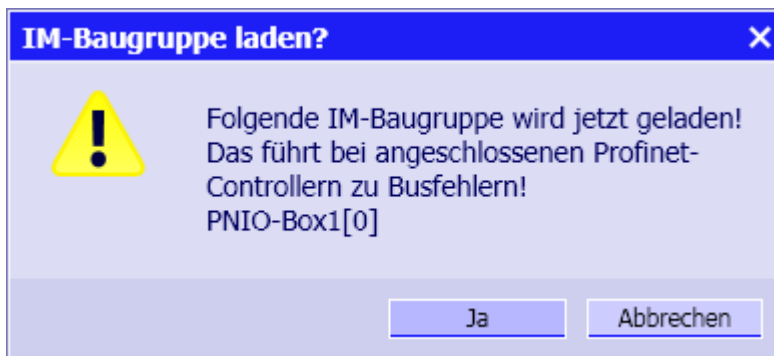 IM-Baugruppe laden?
Folgende IM-Baugruppe wird jetzt geladen!
Das führt bei angeschlossenen Profinet-
Controllern zu Busfehlern!
PNIO-Box1[0]
Ja
Abbrechen